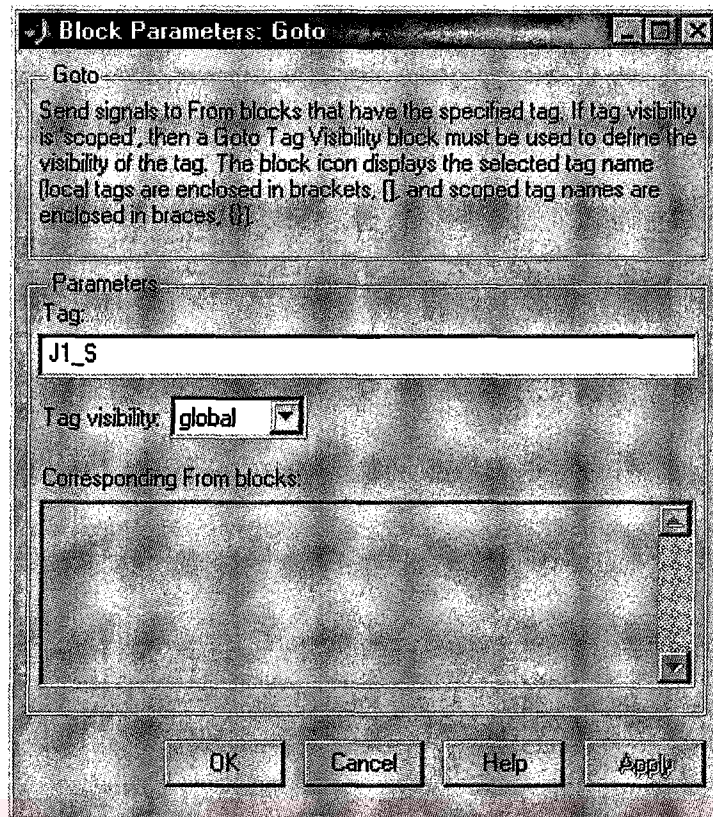 Block Parameters: Goto
Goto
Send signals to From blocks that have the specified tag. If tag visibility
is 'scoped', then a Goto Tag Visibility block must be used to define the
visibility of the tag. The block icon displays the selected tag name
(local tags are enclosed in brackets, [], and scoped tag names are
enclosed in braces, {}).
Parameters
Tag:
J1_S
Tag visibility: global
Corresponding From blocks:
OK Cancel Help Apply